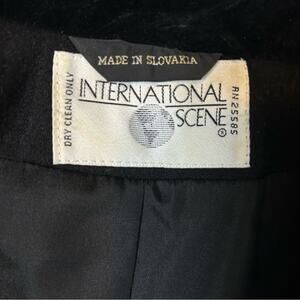 MADE IN SLOVAKIA
DRY CLEAN ONLY
INTERNATIONAL
SCENE
®
RN 25585